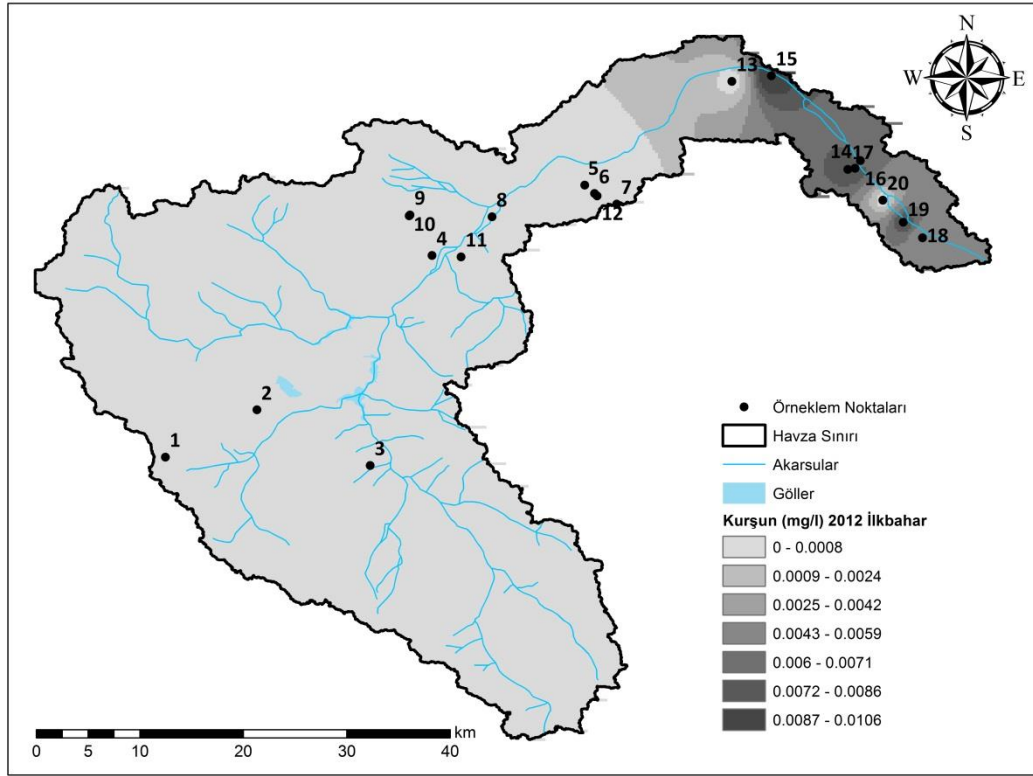 N
W E
S
13
15
14 17
16
20
19
18
5
6
7
12
9
10
8
4
11
2
1
3
Örneklem Noktaları
Havza Sınırı
Akarsular
Göller
Kurşun (mg/l) 2012 İlkbahar
0 - 0.0008
0.0009 - 0.0024
0.0025 - 0.0042
0.0043 - 0.0059
0.006 - 0.0071
0.0072 - 0.0086
0.0087 - 0.0106
km
0 5 10 20 30 40